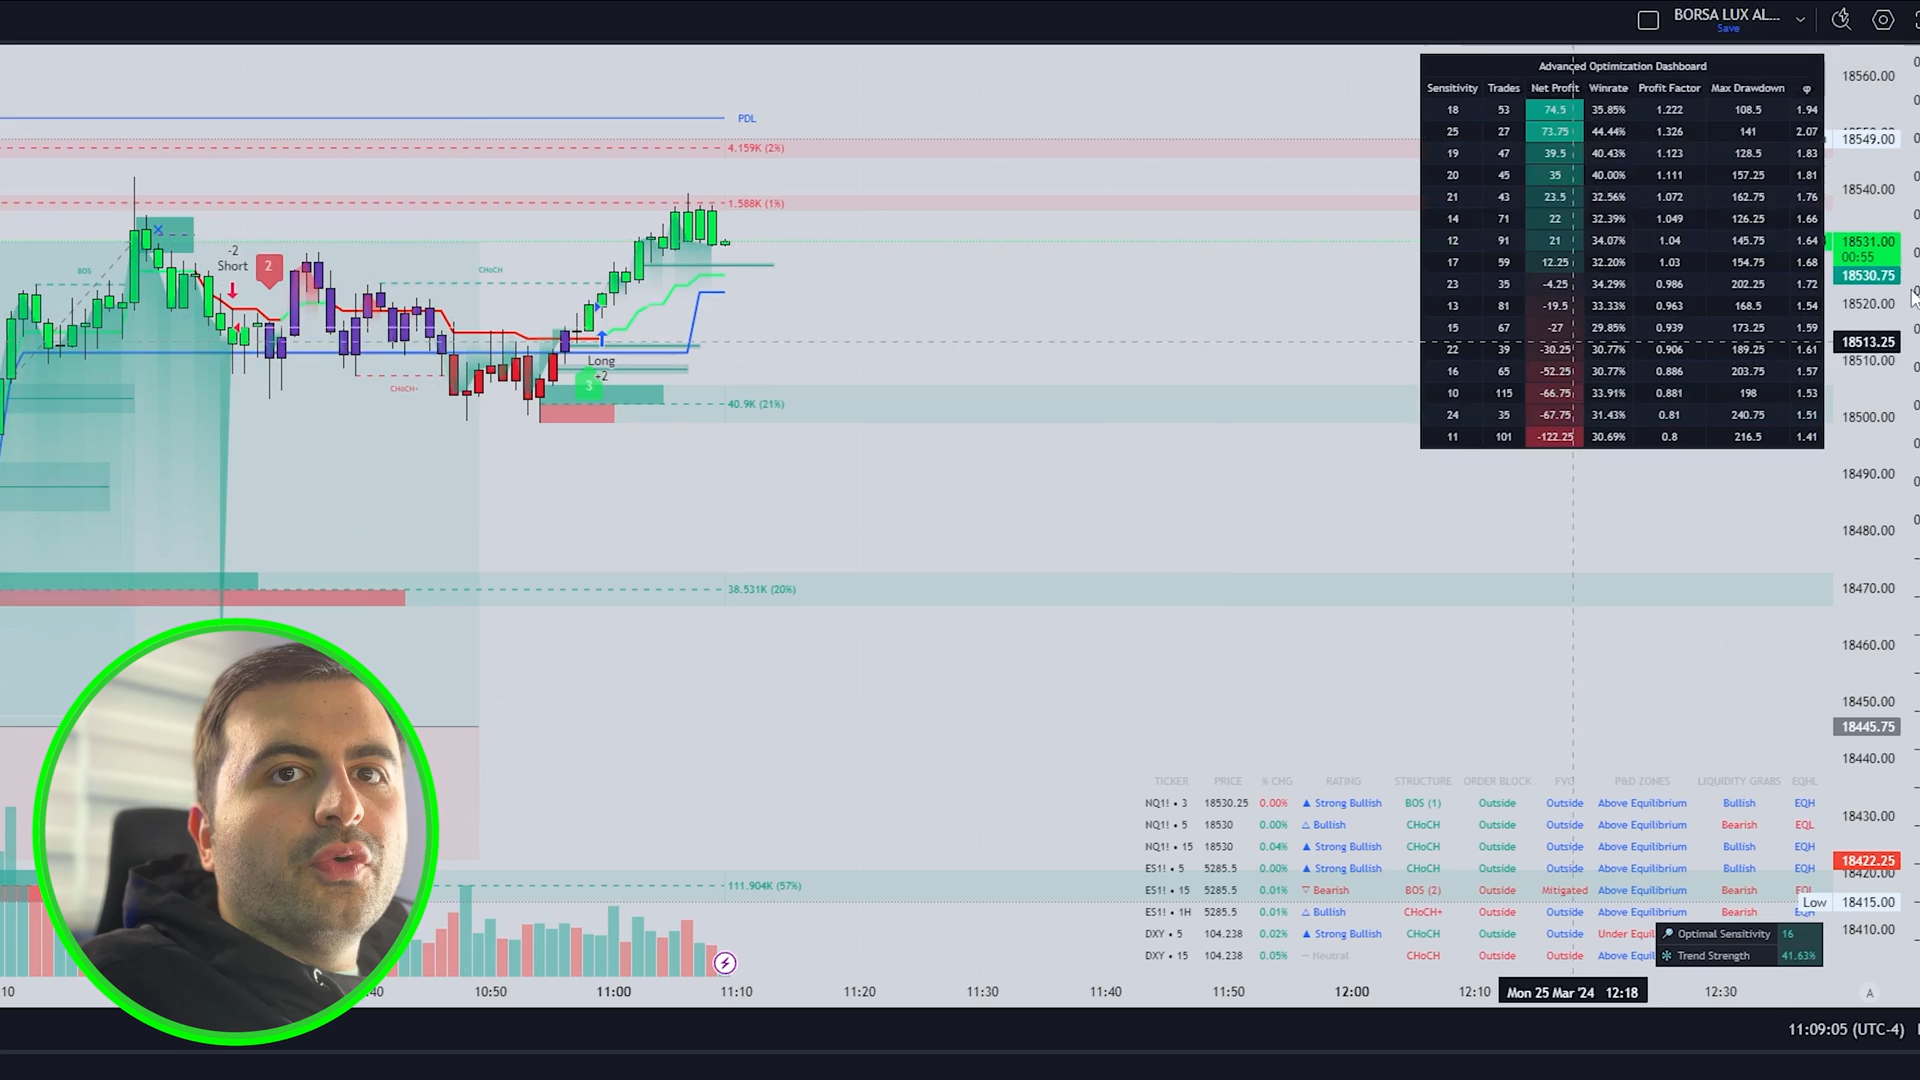 BORSA LUX AL...
Save
Advanced Optimization Dashboard
Sensitivity Trades Net Profit Winrate Profit Factor Max Drawdown φ
18 53 74.5 35.85% 1.222 108.5 1.94
25 27 73.75 44.44% 1.326 141 2.07
19 47 39.5 40.43% 1.123 128.5 1.83
20 45 35 40.00% 1.111 157.25 1.81
21 43 23.5 32.56% 1.072 162.75 1.76
14 71 22 32.39% 1.049 126.25 1.66
12 91 21 34.07% 1.04 145.75 1.64
17 59 12.25 32.20% 1.03 154.75 1.68
23 35 -4.25 34.29% 0.986 202.25 1.72
13 81 -19.5 33.33% 0.963 168.5 1.54
15 67 -27 29.85% 0.939 173.25 1.59
22 39 -30.25 30.77% 0.906 189.25 1.61
16 65 -52.25 30.77% 0.886 203.75 1.57
10 115 -66.75 33.91% 0.881 198 1.53
24 35 -67.75 31.43% 0.81 240.75 1.51
11 101 -122.25 30.69% 0.8 216.5 1.41
18560.00
18549.00
18540.00
18531.00
00:55
18530.75
18520.00
18513.25
18510.00
18500.00
18490.00
18480.00
18470.00
18460.00
18450.00
18445.75
18440.00
18430.00
18422.25
18420.00
Low 18415.00
18410.00
PDL
4.159K (2%)
1.588K (1%)
-2
Short
2
BOS
CHoCH
CHoCH+
Long
+2
3
40.9K (21%)
38.531K (20%)
111.904K (57%)
TICKER PRICE % CHG RATING STRUCTURE ORDER BLOCK FVG P&D ZONES LIQUIDITY GRABS EQHL
NQ1! • 3 18530.25 0.00% ▲ Strong Bullish BOS (1) Outside Outside Above Equilibrium Bullish EQH
NQ1! • 5 18530 0.00% △ Bullish CHoCH Outside Outside Above Equilibrium Bearish EQL
NQ1! • 15 18530 0.04% ▲ Strong Bullish CHoCH Outside Outside Above Equilibrium Bullish EQH
ES1! • 5 5285.5 0.00% ▲ Strong Bullish CHoCH Outside Outside Above Equilibrium Bullish EQH
ES1! • 15 5285.5 0.01% ▽ Bearish BOS (2) Outside Mitigated Above Equilibrium Bearish EQL
ES1! • 1H 5285.5 0.01% △ Bullish CHoCH+ Outside Outside Above Equilibrium Bearish EQH
DXY • 5 104.238 0.02% ▲ Strong Bullish CHoCH Outside Outside Under Equil
DXY • 15 104.238 0.05% — Neutral CHoCH Outside Outside Above Equil
Optimal Sensitivity 16
Trend Strength 41.63%
10 :40 10:50 11:00 11:10 11:20 11:30 11:40 11:50 12:00 12:10 Mon 25 Mar '24 12:18 12:30 A
11:09:05 (UTC-4)